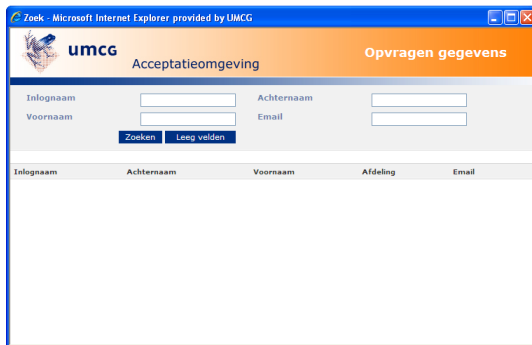 Zoek - Microsoft Internet Explorer provided by UMCG
umcg
Acceptatieomgeving
Opvragen gegevens
Inlognaam
Achternaam
Voornaam
Email
Zoeken
Leeg velden
Inlognaam Achternaam Voornaam Afdeling Email